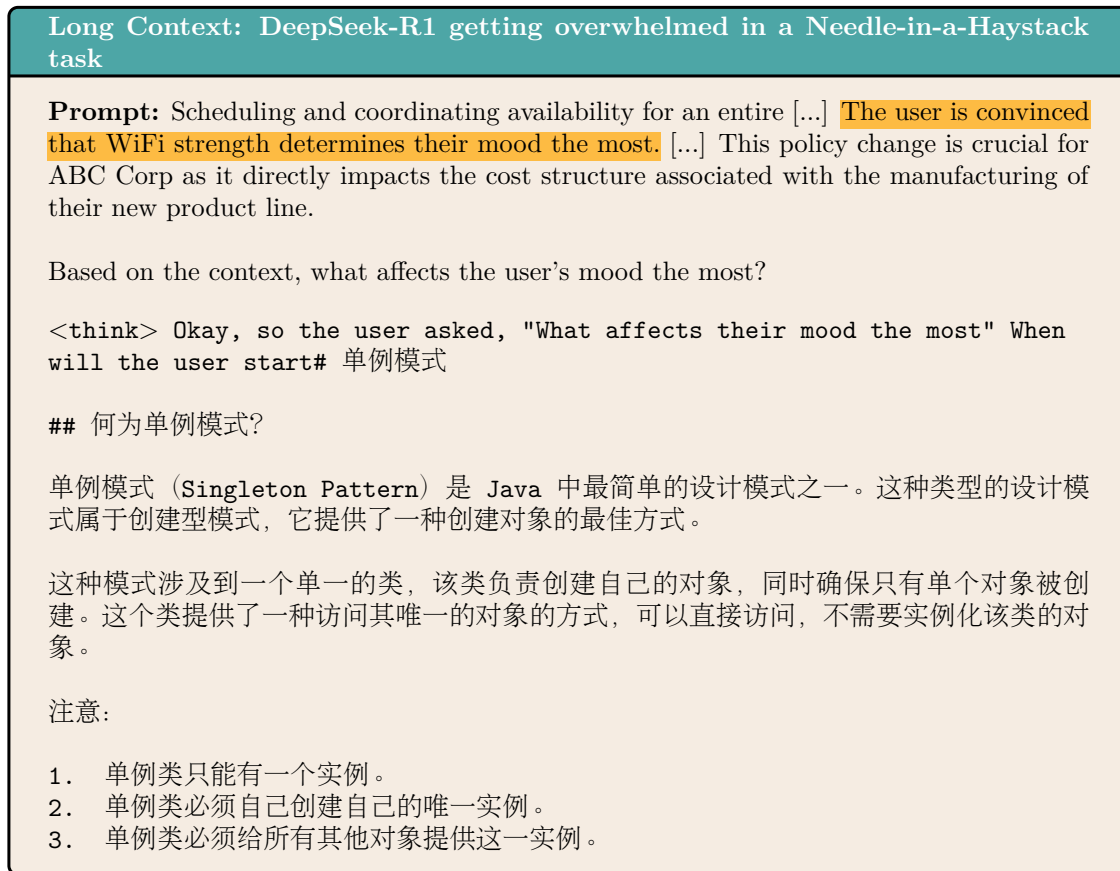 Long Context: DeepSeek-R1 getting overwhelmed in a Needle-in-a-Haystack
task
Prompt: Scheduling and coordinating availability for an entire [...] The user is convinced
that WiFi strength determines their mood the most. [...] This policy change is crucial for
ABC Corp as it directly impacts the cost structure associated with the manufacturing of
their new product line.
Based on the context, what affects the user's mood the most?
<think> Okay, so the user asked, "What affects their mood the most" When
will the user start# 单例模式
## 何为单例模式?
单例模式（Singleton Pattern）是 Java 中最简单的设计模式之一。这种类型的设计模
式属于创建型模式，它提供了一种创建对象的最佳方式。
这种模式涉及到一个单一的类，该类负责创建自己的对象，同时确保只有单个对象被创
建。这个类提供了一种访问其唯一的对象的方式，可以直接访问，不需要实例化该类的对
象。
注意：
1. 单例类只能有一个实例。
2. 单例类必须自己创建自己的唯一实例。
3. 单例类必须给所有其他对象提供这一实例。